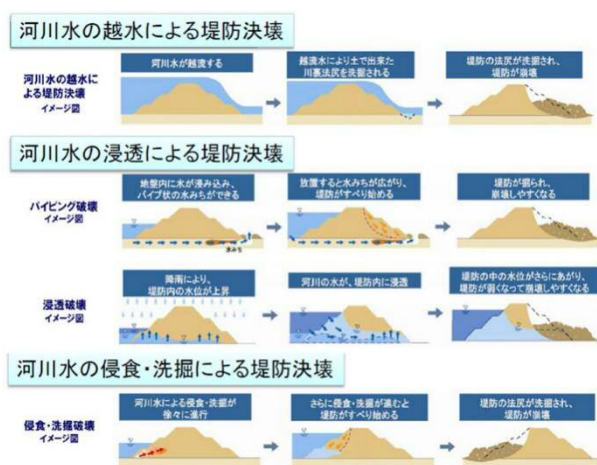 河川水の越水による堤防決壊
河川水の越水に
よる堤防決壊
イメージ図
河川水が越流する
越流水により土で出来た
川裏法尻を洗掘される
堤防の法尻が洗掘され、
堤防が崩壊
河川水の浸透による堤防決壊
パイピング破壊
イメージ図
地盤内に水が浸み込み、
パイプ状の水みちができる
水みち
放置すると水みちが広がり、
堤防がすべり始める
堤防が掘られ、
崩壊しやすくなる
浸透破壊
イメージ図
降雨により、
堤防内の水位が上昇
河川の水が、堤防内に浸透
堤防の中の水位がさらにあがり、
堤防が弱くなって崩壊しやすくなる
河川水の侵食・洗掘による堤防決壊
侵食・洗掘破壊
イメージ図
河川水による侵食・洗掘が
徐々に進行
さらに侵食・洗掘が進むと
堤防がすべり始める
堤防の法尻が洗掘され、
堤防が崩壊